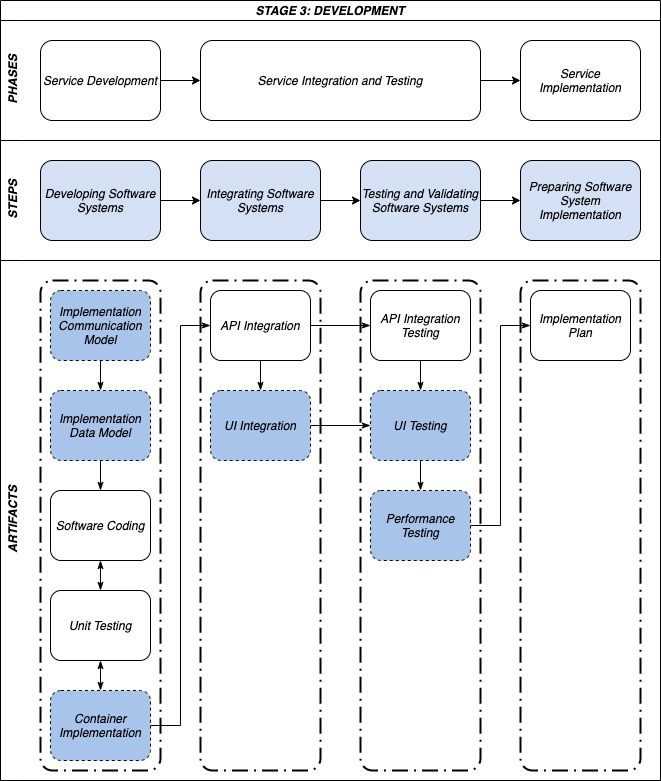 STAGE 3: DEVELOPMENT
PHASES
Service Development
Service Integration and Testing
Service
Implementation
STEPS
Developing Software
Systems
Integrating Software
Systems
Testing and Validating
Software Systems
Preparing Software
System
Implementation
ARTIFACTS
Implementation
Communication
Model
Implementation
Data Model
Software Coding
Unit Testing
Container
Implementation
API Integration
UI Integration
API Integration
Testing
UI Testing
Performance
Testing
Implementation
Plan